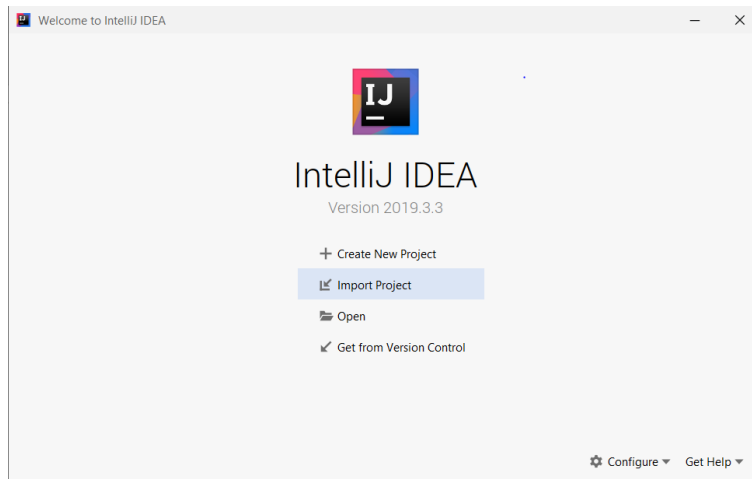 Welcome to IntelliJ IDEA
IJ
IntelliJ IDEA
Version 2019.3.3
Create New Project
Import Project
Open
Get from Version Control
Configure Get Help